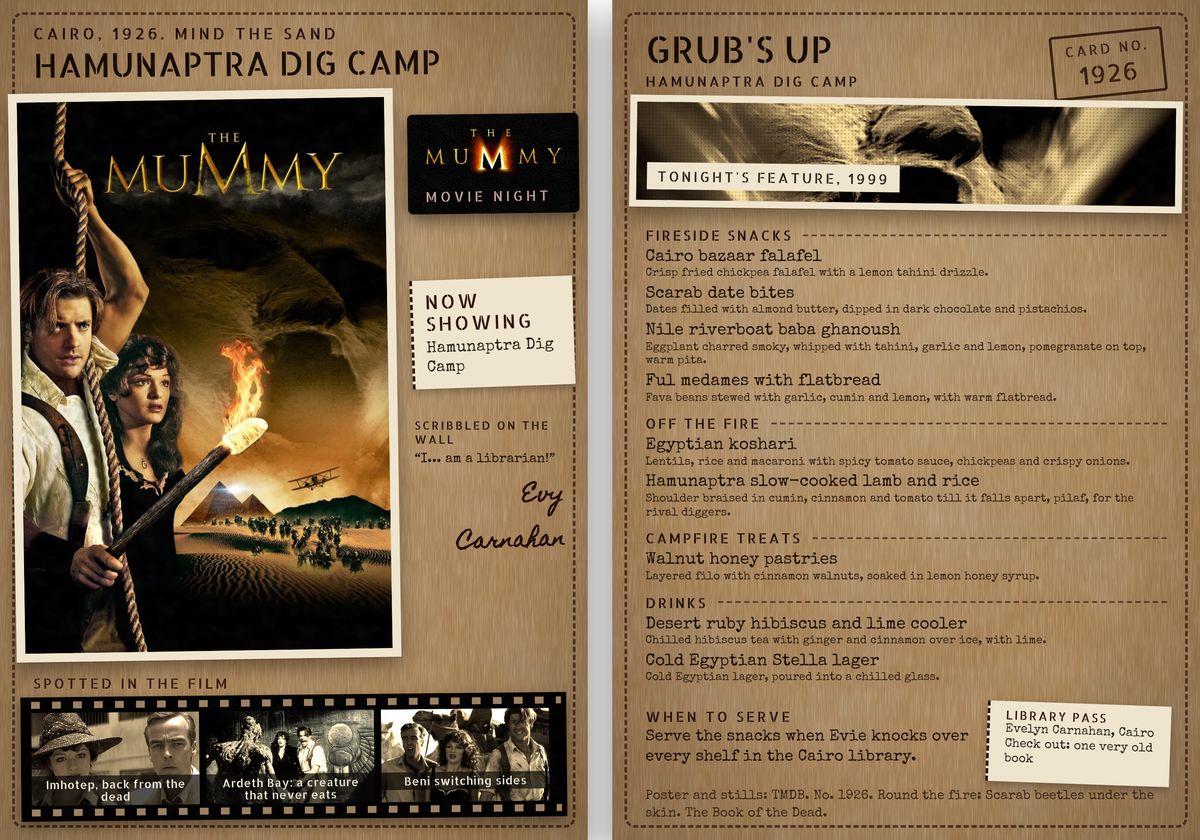 CAIRO, 1926. MIND THE SAND
HAMUNAPTRA DIG CAMP
THE
MUMMY
THE
MUMMY
MOVIE NIGHT
NOW
SHOWING
Hamunaptra Dig
Camp
SCRIBBLED ON THE
WALL
“I... am a librarian!”
Evy
Carnahan
SPOTTED IN THE FILM
Imhotep, back from the
dead
Ardeth Bay: a creature
that never eats
Beni switching sides
GRUB'S UP
HAMUNAPTRA DIG CAMP
CARD NO.
1926
TONIGHT'S FEATURE, 1999
FIRESIDE SNACKS
Cairo bazaar falafel
Crisp fried chickpea falafel with a lemon tahini drizzle.
Scarab date bites
Dates filled with almond butter, dipped in dark chocolate and pistachios.
Nile riverboat baba ghanoush
Eggplant charred smoky, whipped with tahini, garlic and lemon, pomegranate on top,
warm pita.
Ful medames with flatbread
Fava beans stewed with garlic, cumin and lemon, with warm flatbread.
OFF THE FIRE
Egyptian koshari
Lentils, rice and macaroni with spicy tomato sauce, chickpeas and crispy onions.
Hamunaptra slow-cooked lamb and rice
Shoulder braised in cumin, cinnamon and tomato till it falls apart, pilaf, for the
rival diggers.
CAMPFIRE TREATS
Walnut honey pastries
Layered filo with cinnamon walnuts, soaked in lemon honey syrup.
DRINKS
Desert ruby hibiscus and lime cooler
Chilled hibiscus tea with ginger and cinnamon over ice, with lime.
Cold Egyptian Stella lager
Cold Egyptian lager, poured into a chilled glass.
WHEN TO SERVE
Serve the snacks when Evie knocks over
every shelf in the Cairo library.
LIBRARY PASS
Evelyn Carnahan, Cairo
Check out: one very old
book
Poster and stills: TMDB. No. 1926. Round the fire: Scarab beetles under the
skin. The Book of the Dead.